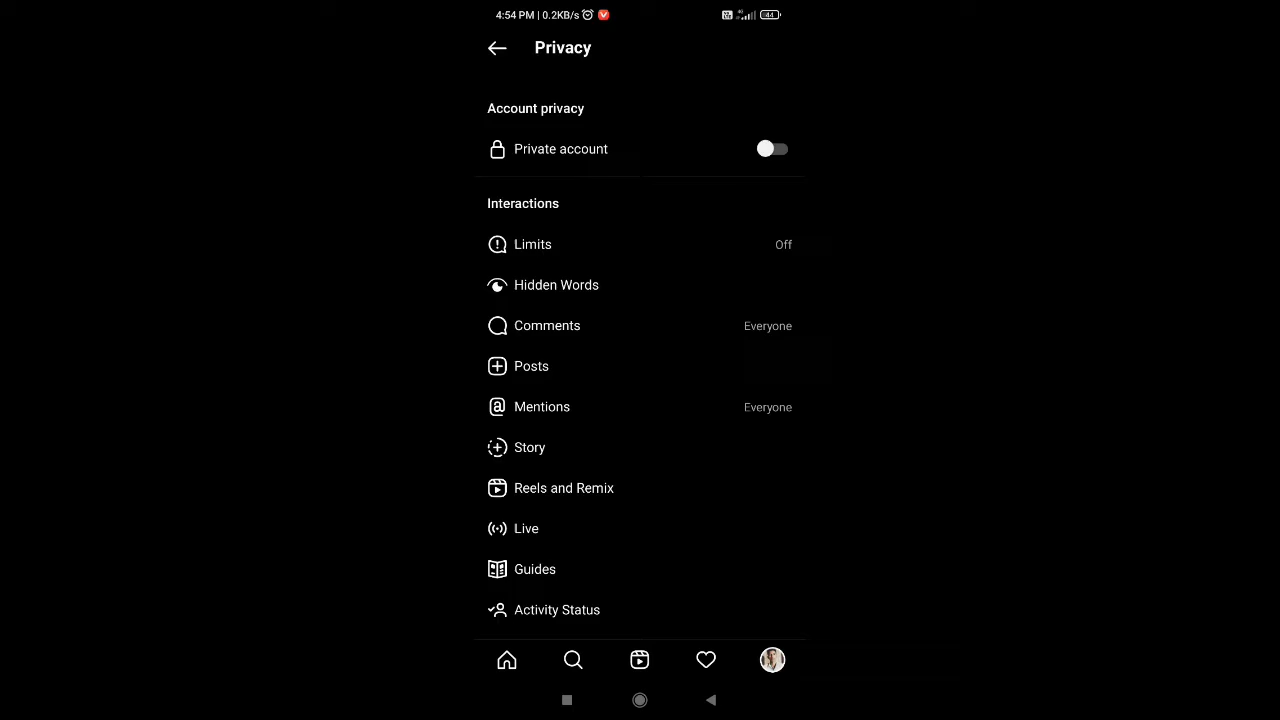 4:54 PM | 0.2KB/s
44
Privacy
Account privacy
Private account
Interactions
Limits Off
Hidden Words
Comments Everyone
Posts
Mentions Everyone
Story
Reels and Remix
Live
Guides
Activity Status